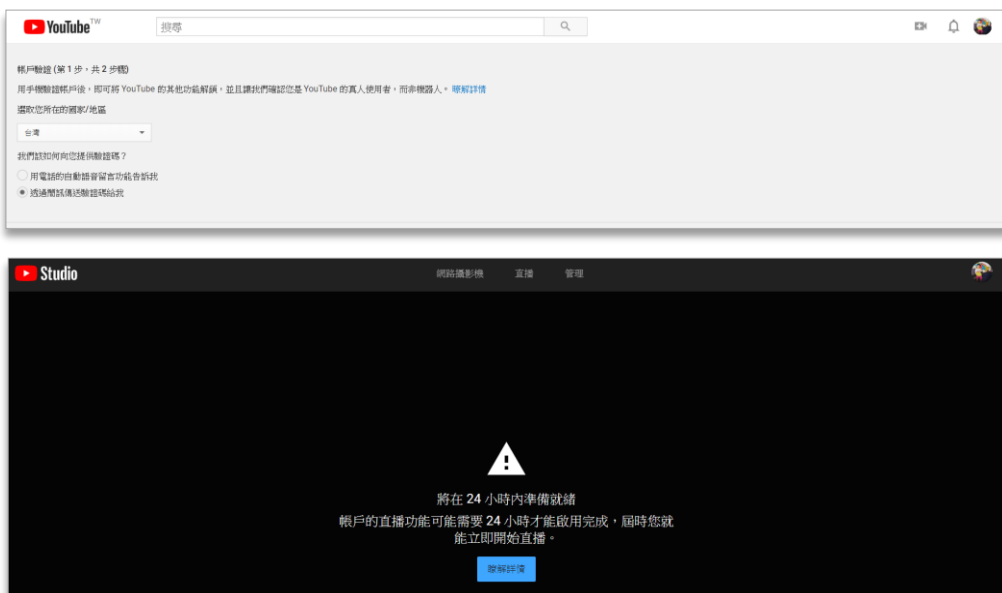 YouTube TW
搜尋
帳戶驗證 (第 1 步,共 2 步驟)
用手機驗證帳戶後,即可將 YouTube 的其他功能解鎖,並且讓我們確認您是 YouTube 的真人使用者,而非機器人。 瞭解詳情
選取您所在的國家/地區
台灣
我們該如何向您提供驗證碼?
用電話的自動語音留言功能告訴我
透過簡訊傳送驗證碼給我
Studio
網路攝影機 直播 管理
將在 24 小時內準備就緒
帳戶的直播功能可能需要 24 小時才能啟用完成,屆時您就
能立即開始直播。
瞭解詳情